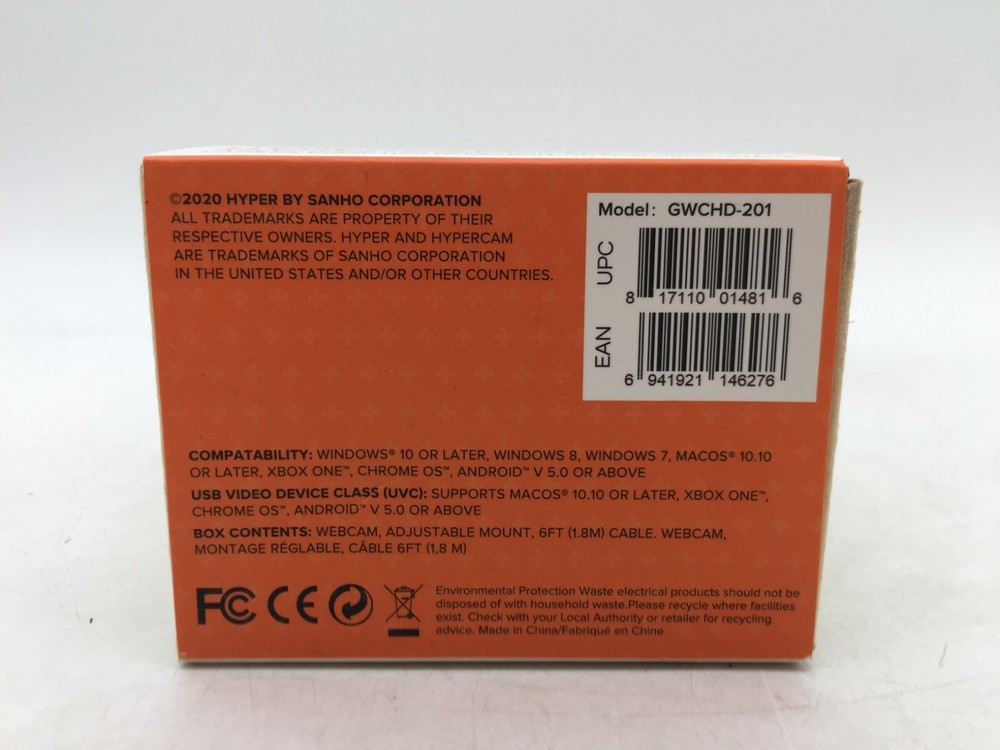 ©2020 HYPER BY SANHO CORPORATION
ALL TRADEMARKS ARE PROPERTY OF THEIR
RESPECTIVE OWNERS. HYPER AND HYPERCAM
ARE TRADEMARKS OF SANHO CORPORATION
IN THE UNITED STATES AND/OR OTHER COUNTRIES.
Model: GWCHD-201
UPC
8 17110 01481 6
EAN
6 941921 146276
COMPATABILITY: WINDOWS® 10 OR LATER, WINDOWS 8, WINDOWS 7, MACOS® 10.10
OR LATER, XBOX ONE™, CHROME OS™, ANDROID™ V 5.0 OR ABOVE
USB VIDEO DEVICE CLASS (UVC): SUPPORTS MACOS® 10.10 OR LATER, XBOX ONE™,
CHROME OS™, ANDROID™ V 5.0 OR ABOVE
BOX CONTENTS: WEBCAM, ADJUSTABLE MOUNT, 6FT (1.8M) CABLE. WEBCAM,
MONTAGE RÉGLABLE, CÂBLE 6FT (1,8 M)
FC CE
Environmental Protection Waste electrical products should not be
disposed of with household waste.Please recycle where facilities
exist. Check with your Local Authority or retailer for recycling
advice. Made in China/Fabriqué en Chine